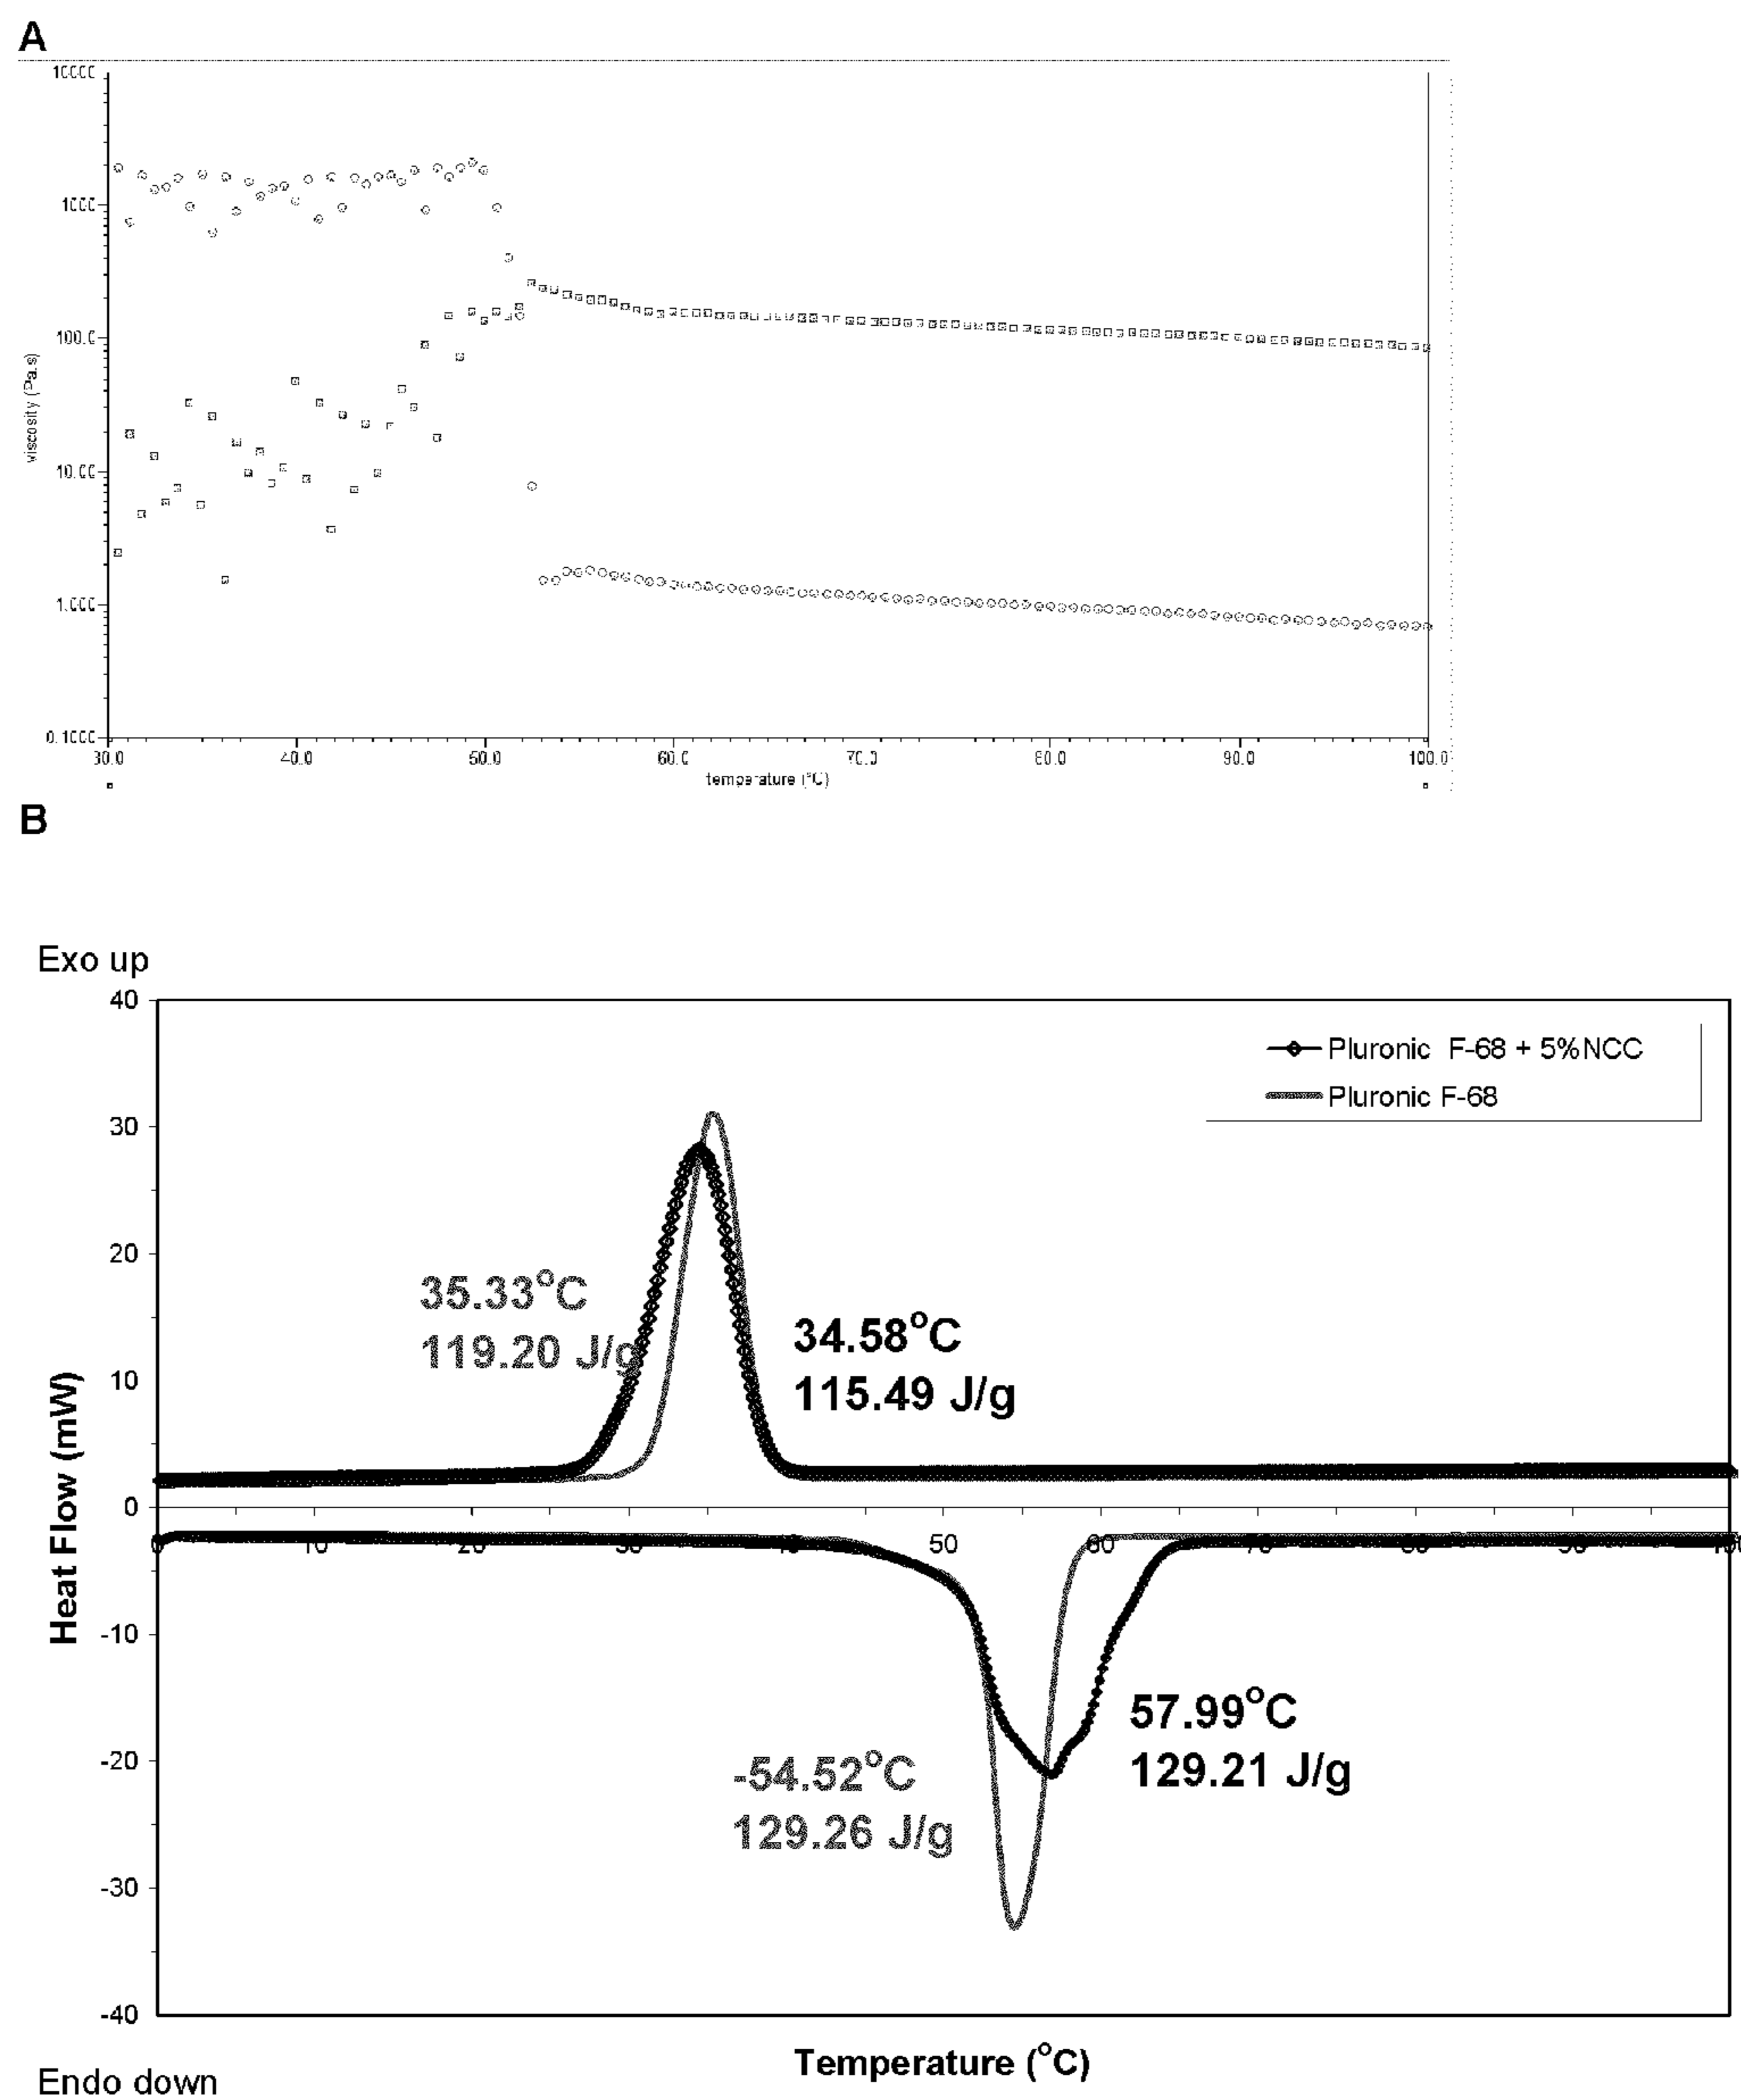 A
1000.0
100.0
10.00
1.000
0.1000
viscosity (Pa.s)
30.0 40.0 50.0 60.0 70.0 80.0 90.0 100.0
temperature (°C)
B
Exo up
40
30
20
10
0
-10
-20
-30
-40
Heat Flow (mW)
Pluronic F-68 + 5%NCC
Pluronic F-68
35.33°C
119.20 J/g
34.58°C
115.49 J/g
0 10 20 30 40 50 60 70 80 90 100
57.99°C
129.21 J/g
-54.52°C
129.26 J/g
Temperature (°C)
Endo down